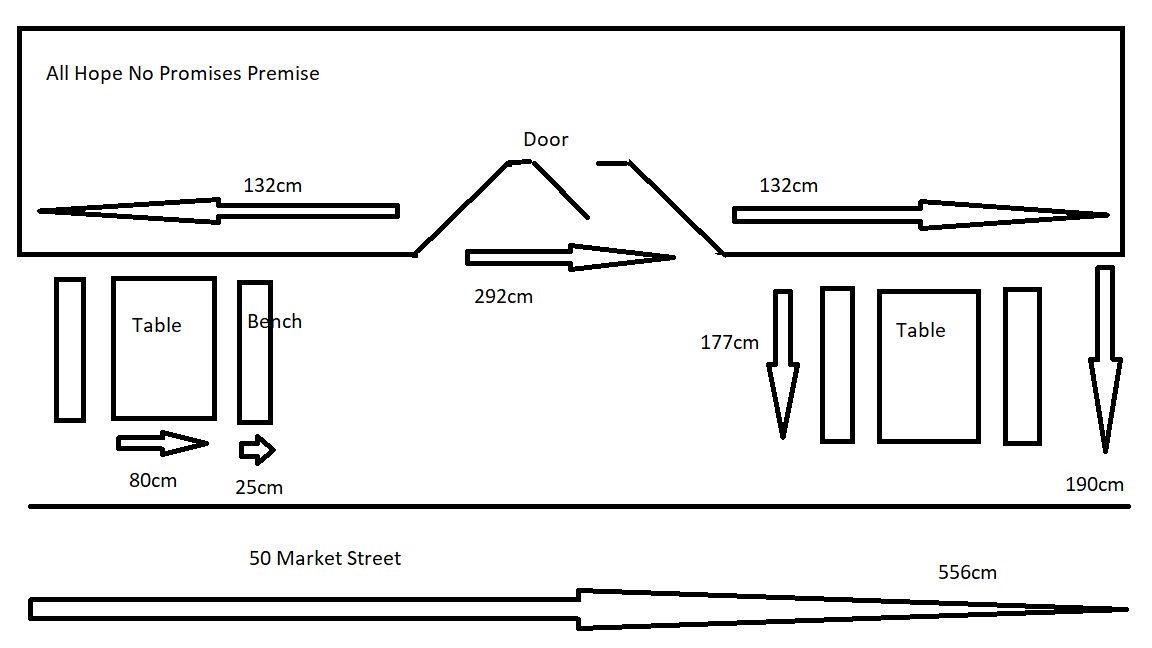 All Hope No Promises Premise
Door
132cm
132cm
292cm
Table
Bench
177cm
Table
80cm
25cm
190cm
50 Market Street
556cm